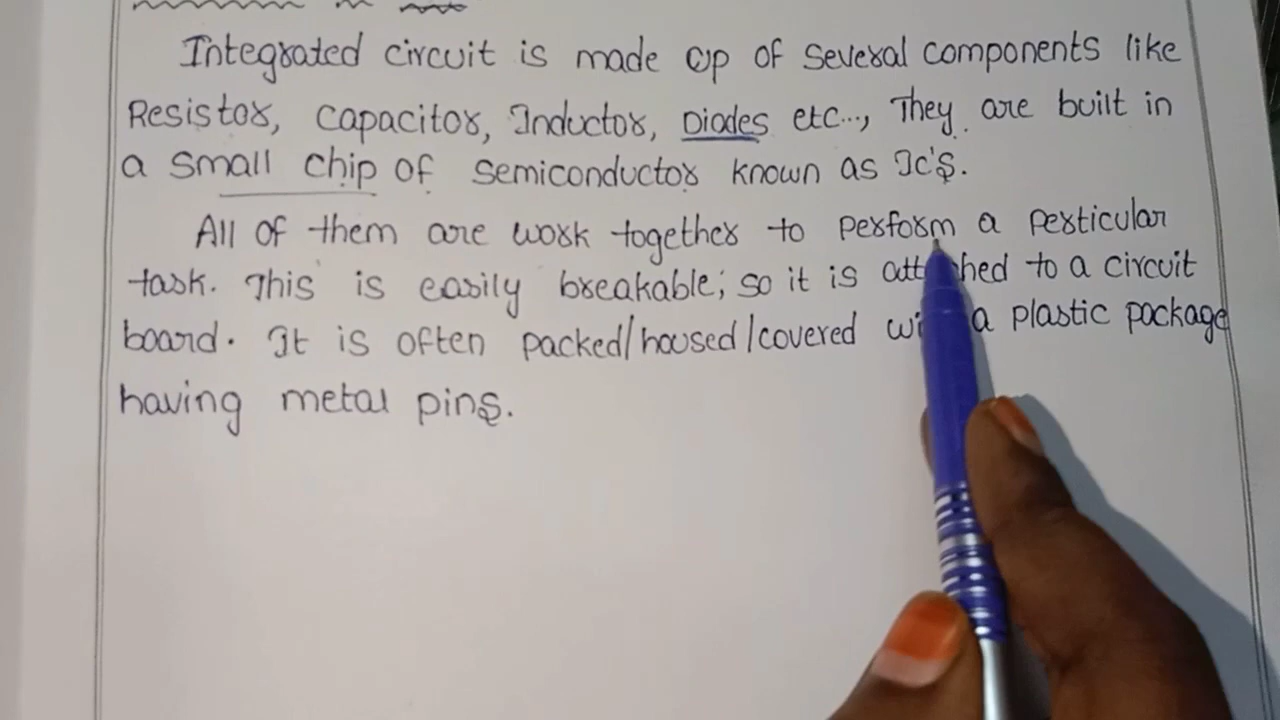 Integrated circuit is made up of several components like
Resistor, capacitor, Inductor, Diodes etc..., They are built in
a small chip of semiconductor known as IC's.
All of them are work together to perform a perticular
task. This is easily breakable; so it is attached to a circuit
board. It is often packed/housed/covered with a plastic package
having metal pins.